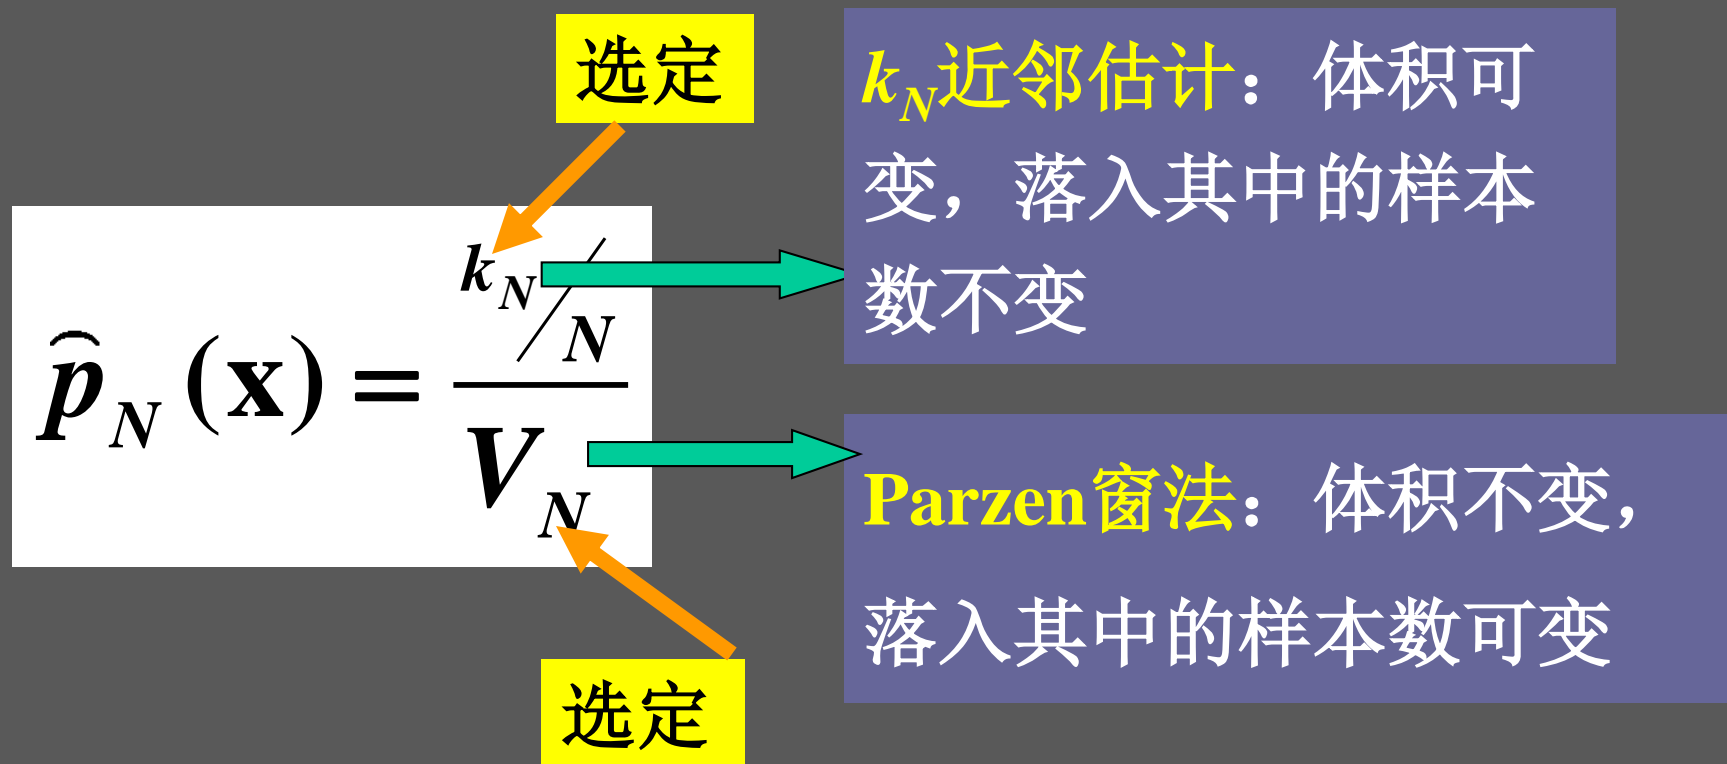 选定
k_N近邻估计：体积可
变，落入其中的样本
数不变
p̂_N(x) = (k_N/N)/V_N
Parzen窗法：体积不变，
落入其中的样本数可变
选定